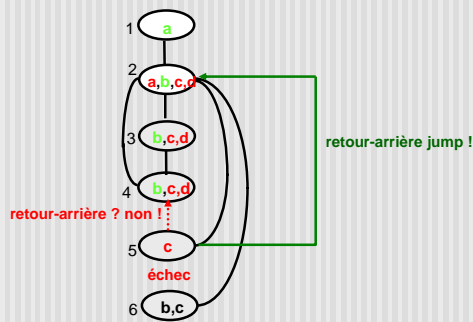 1 a
2 a,b,c,d
3 b,c,d
retour-arrière jump !
4 b,c,d
retour-arrière ? non !
5 c
échec
6 b,c